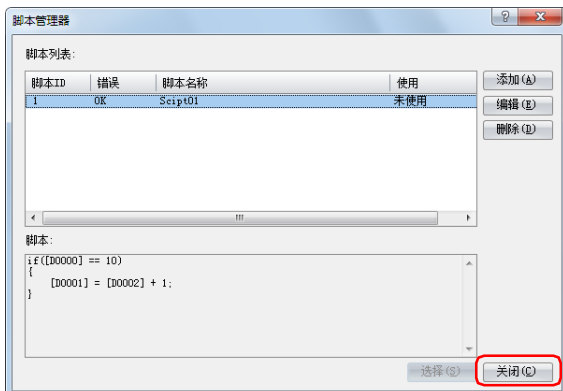 脚本管理器
脚本列表:
脚本ID 错误 脚本名称 使用
1 OK Script01 未使用
添加(A)
编辑(E)
删除(D)
脚本:
if([D0000] == 10)
{
[D0001] = [D0002] + 1;
}
选择(S) 关闭(C)